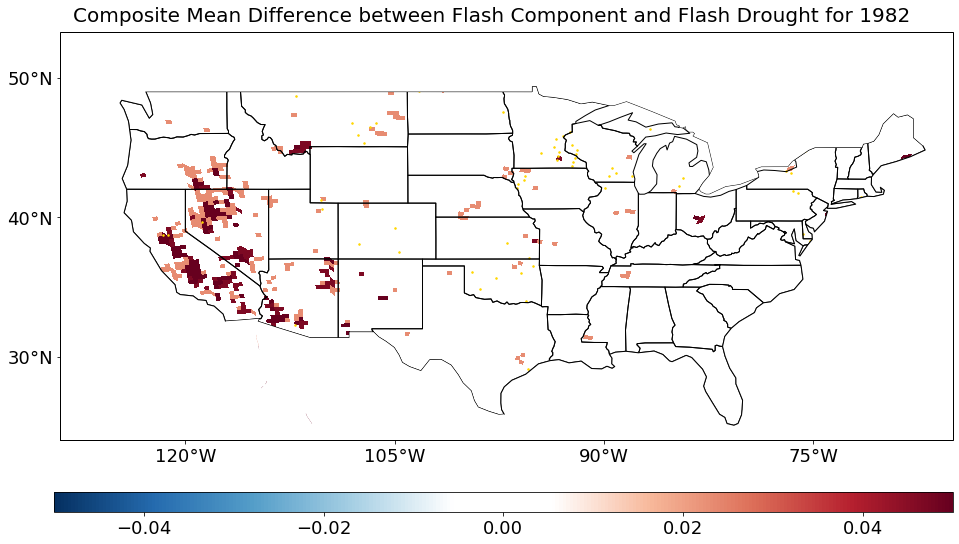 Composite Mean Difference between Flash Component and Flash Drought for 1982
50°N
40°N
30°N
120°W 105°W 90°W 75°W
−0.04 −0.02 0.00 0.02 0.04